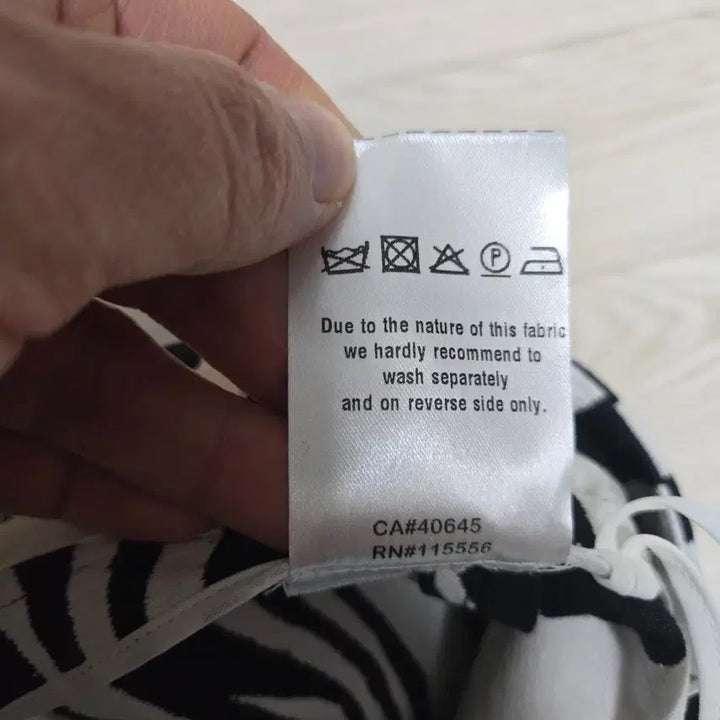 P
Due to the nature of this fabric
we hardly recommend to
wash separately
and on reverse side only.
CA#40645
RN#115556